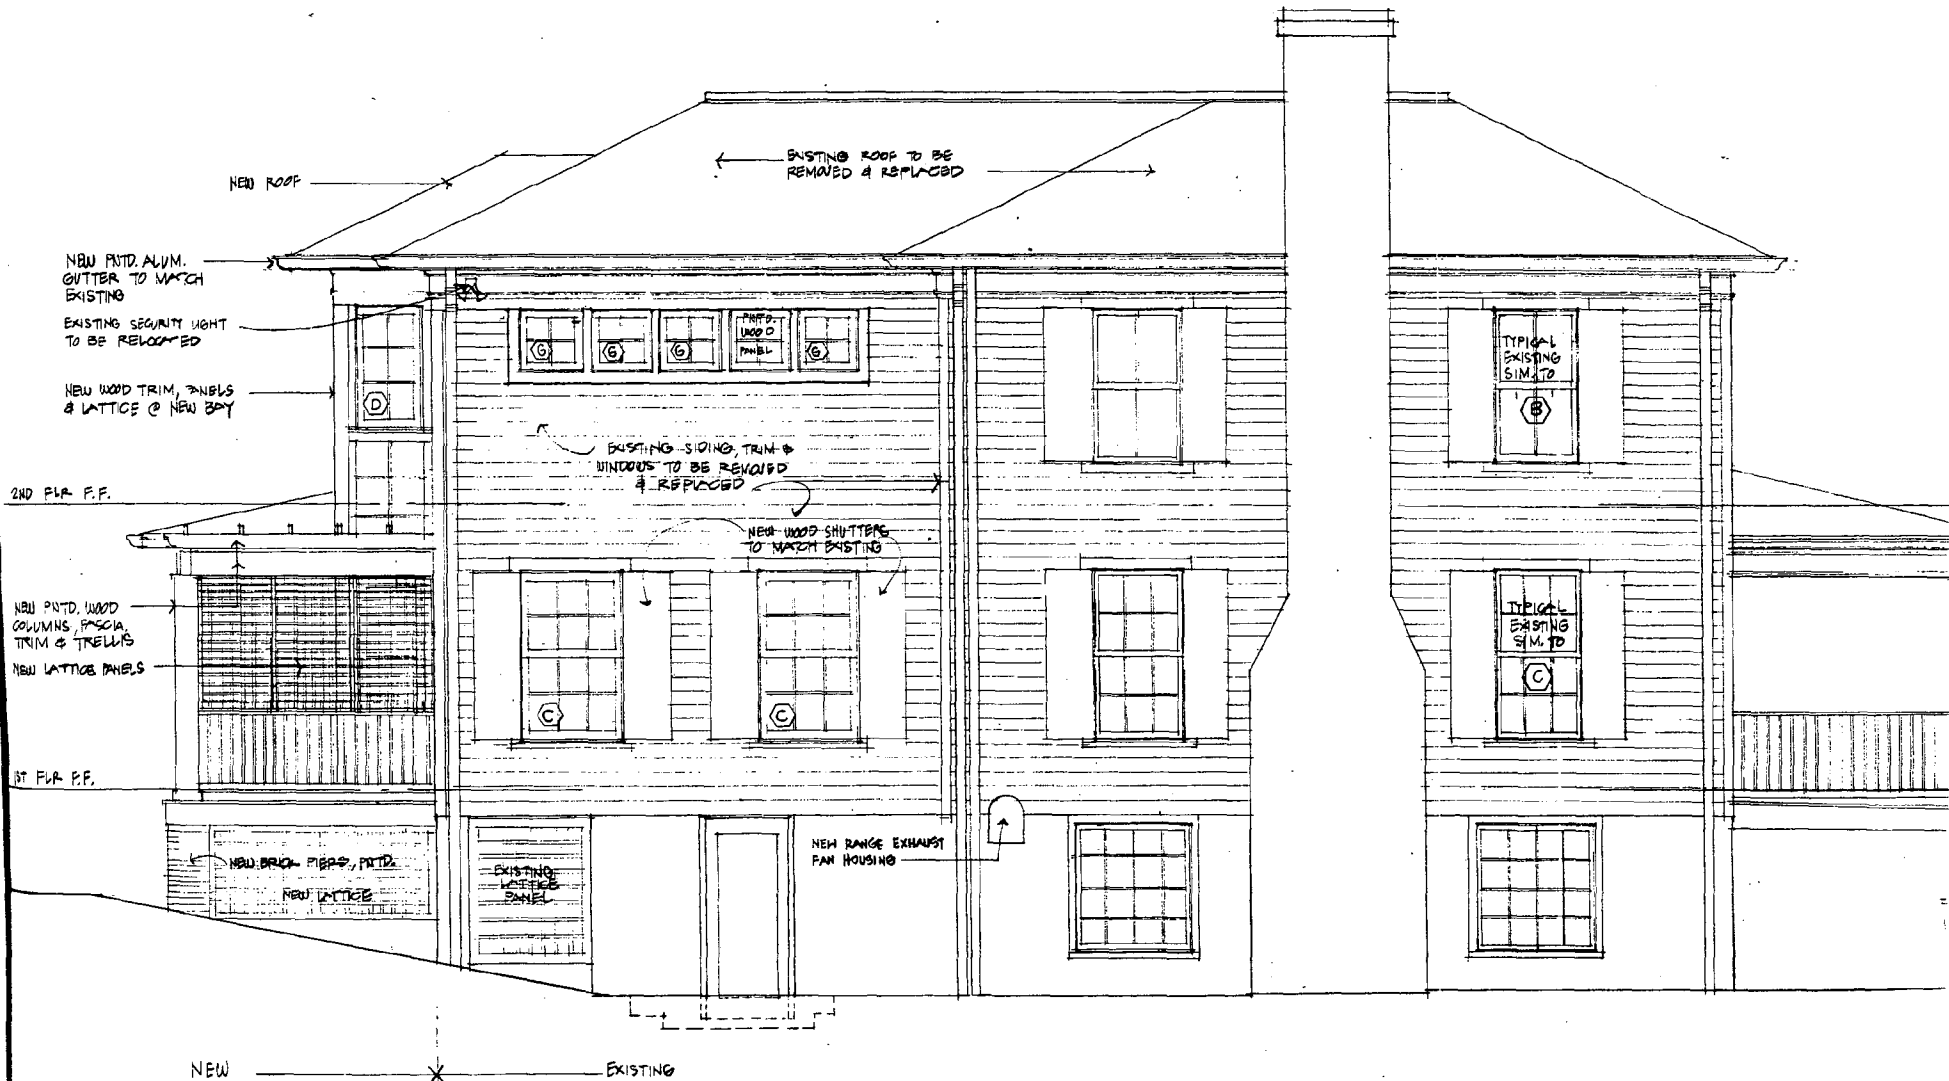 EXISTING ROOF TO BE
REMOVED & REPLACED
NEW ROOF
NEW PNTD. ALUM.
GUTTER TO MATCH
EXISTING
EXISTING SECURITY LIGHT
TO BE RELOCATED
NEW WOOD TRIM, PANELS
& LATTICE @ NEW BAY
PNTD.
WOOD
PANEL
G
G
G
G
D
TYPICAL
EXISTING
SIM. TO
B
EXISTING SIDING, TRIM &
WINDOWS TO BE REMOVED
& REPLACED
2ND FLR F.F.
NEW WOOD SHUTTERS
TO MATCH EXISTING
NEW PNTD. WOOD
COLUMNS, FASCIA,
TRIM & TRELLIS
NEW LATTICE PANELS
TYPICAL
EXISTING
SIM. TO
C
C
C
1ST FLR F.F.
NEW RANGE EXHAUST
FAN HOUSING
NEW BRICK PIERS, PNTD.
NEW LATTICE
EXISTING
LATTICE
PANEL
NEW
EXISTING